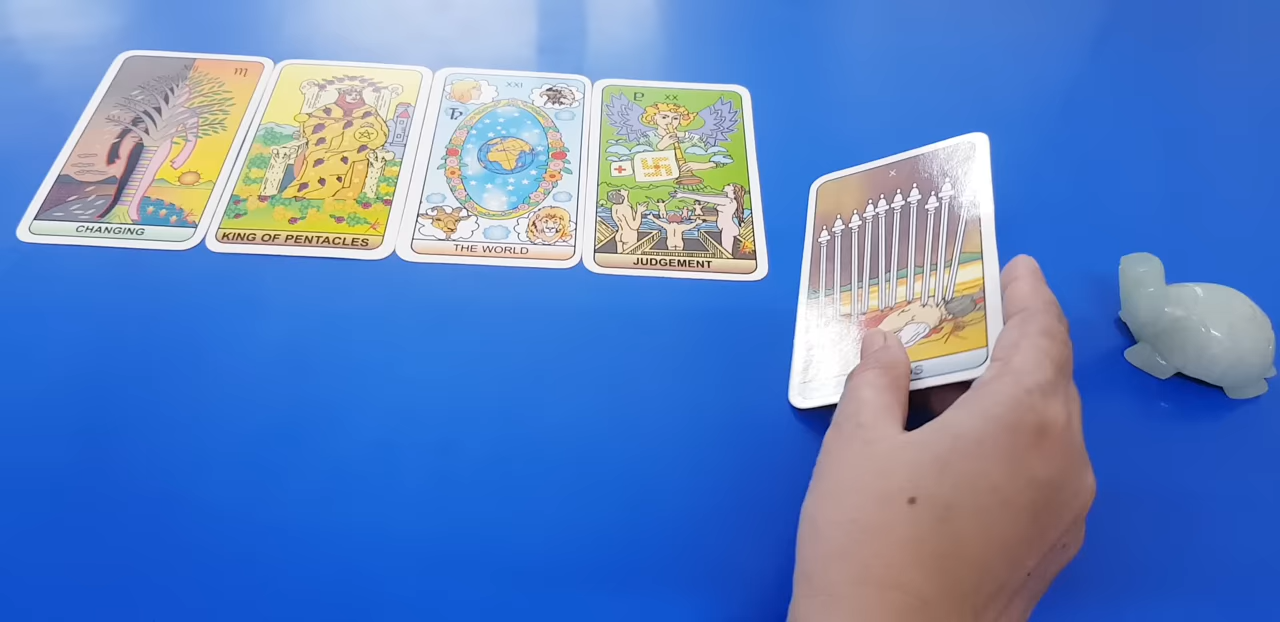 CHANGING
KING OF PENTACLES
XXI
THE WORLD
XX
JUDGEMENT
X